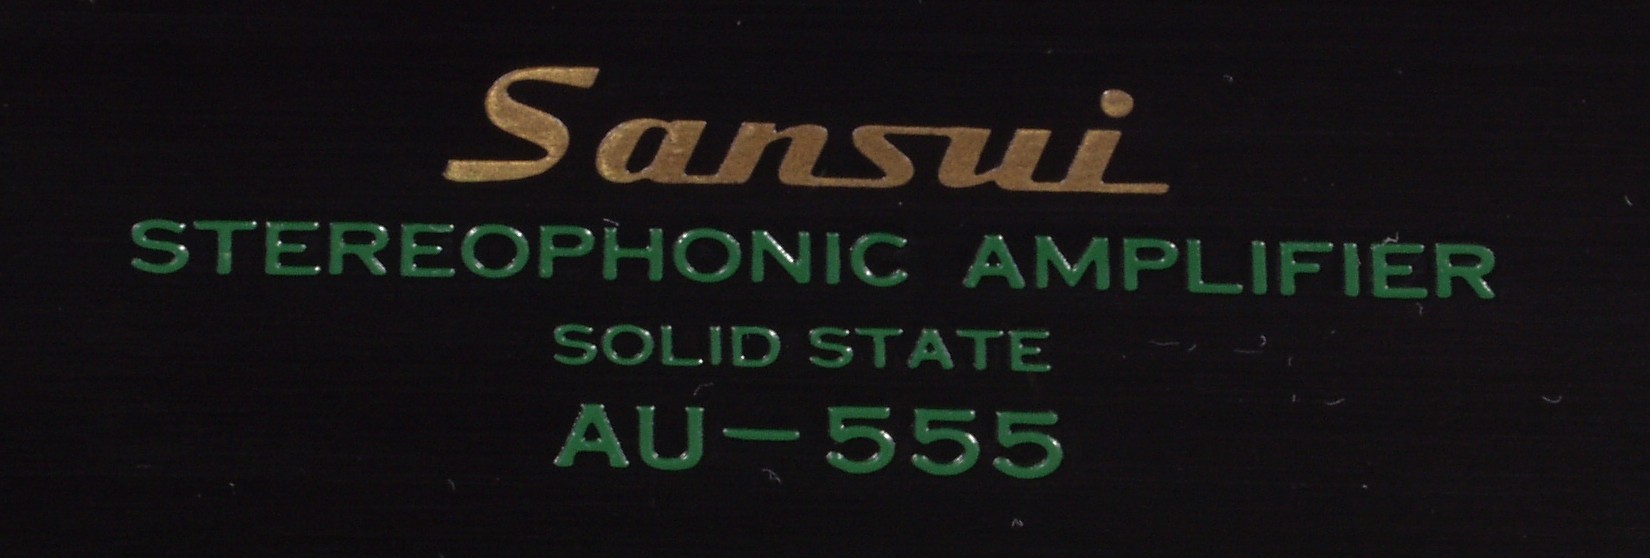 Sansui
STEREOPHONIC AMPLIFIER
SOLID STATE
AU-555